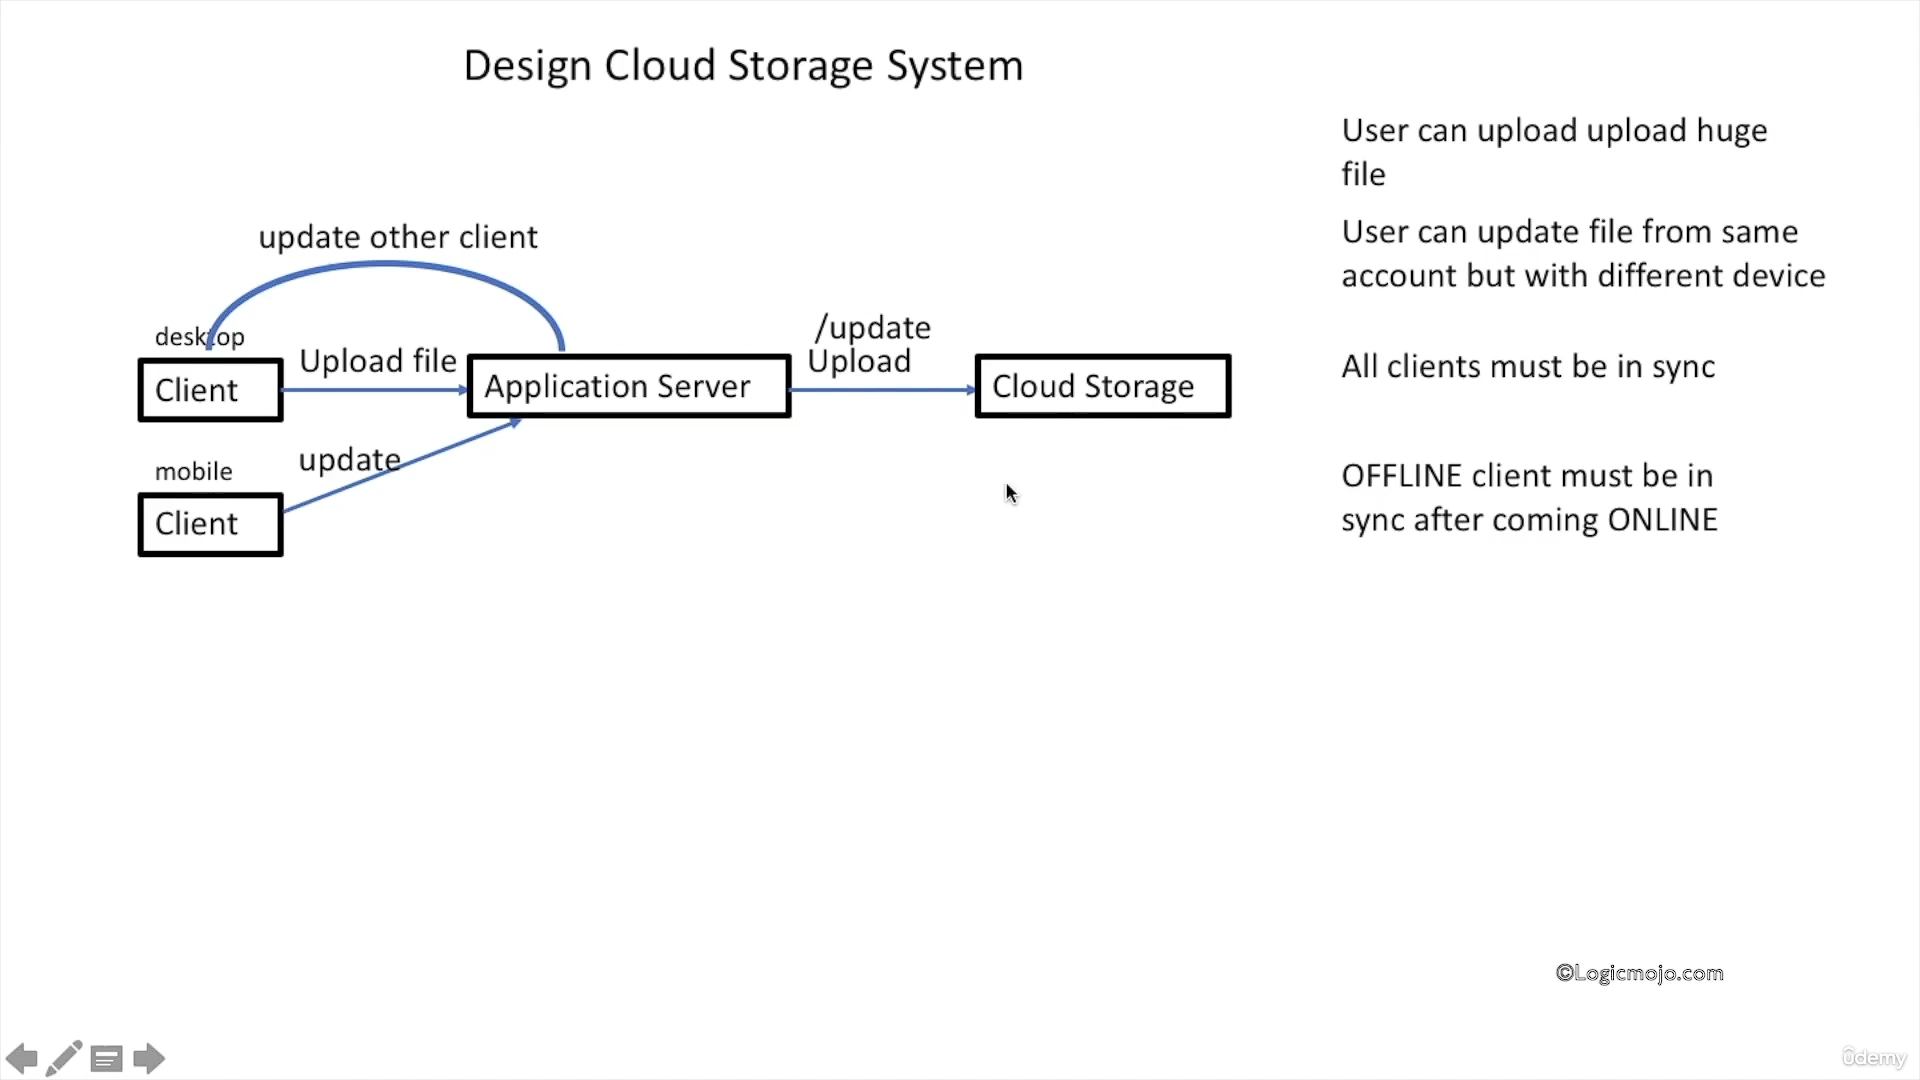 Design Cloud Storage System
User can upload upload huge
file
User can update file from same
account but with different device
All clients must be in sync
OFFLINE client must be in
sync after coming ONLINE
update other client
desktop
Client
Upload file
Application Server
/update
Upload
Cloud Storage
update
mobile
Client
©Logicmojo.com
ûdemy